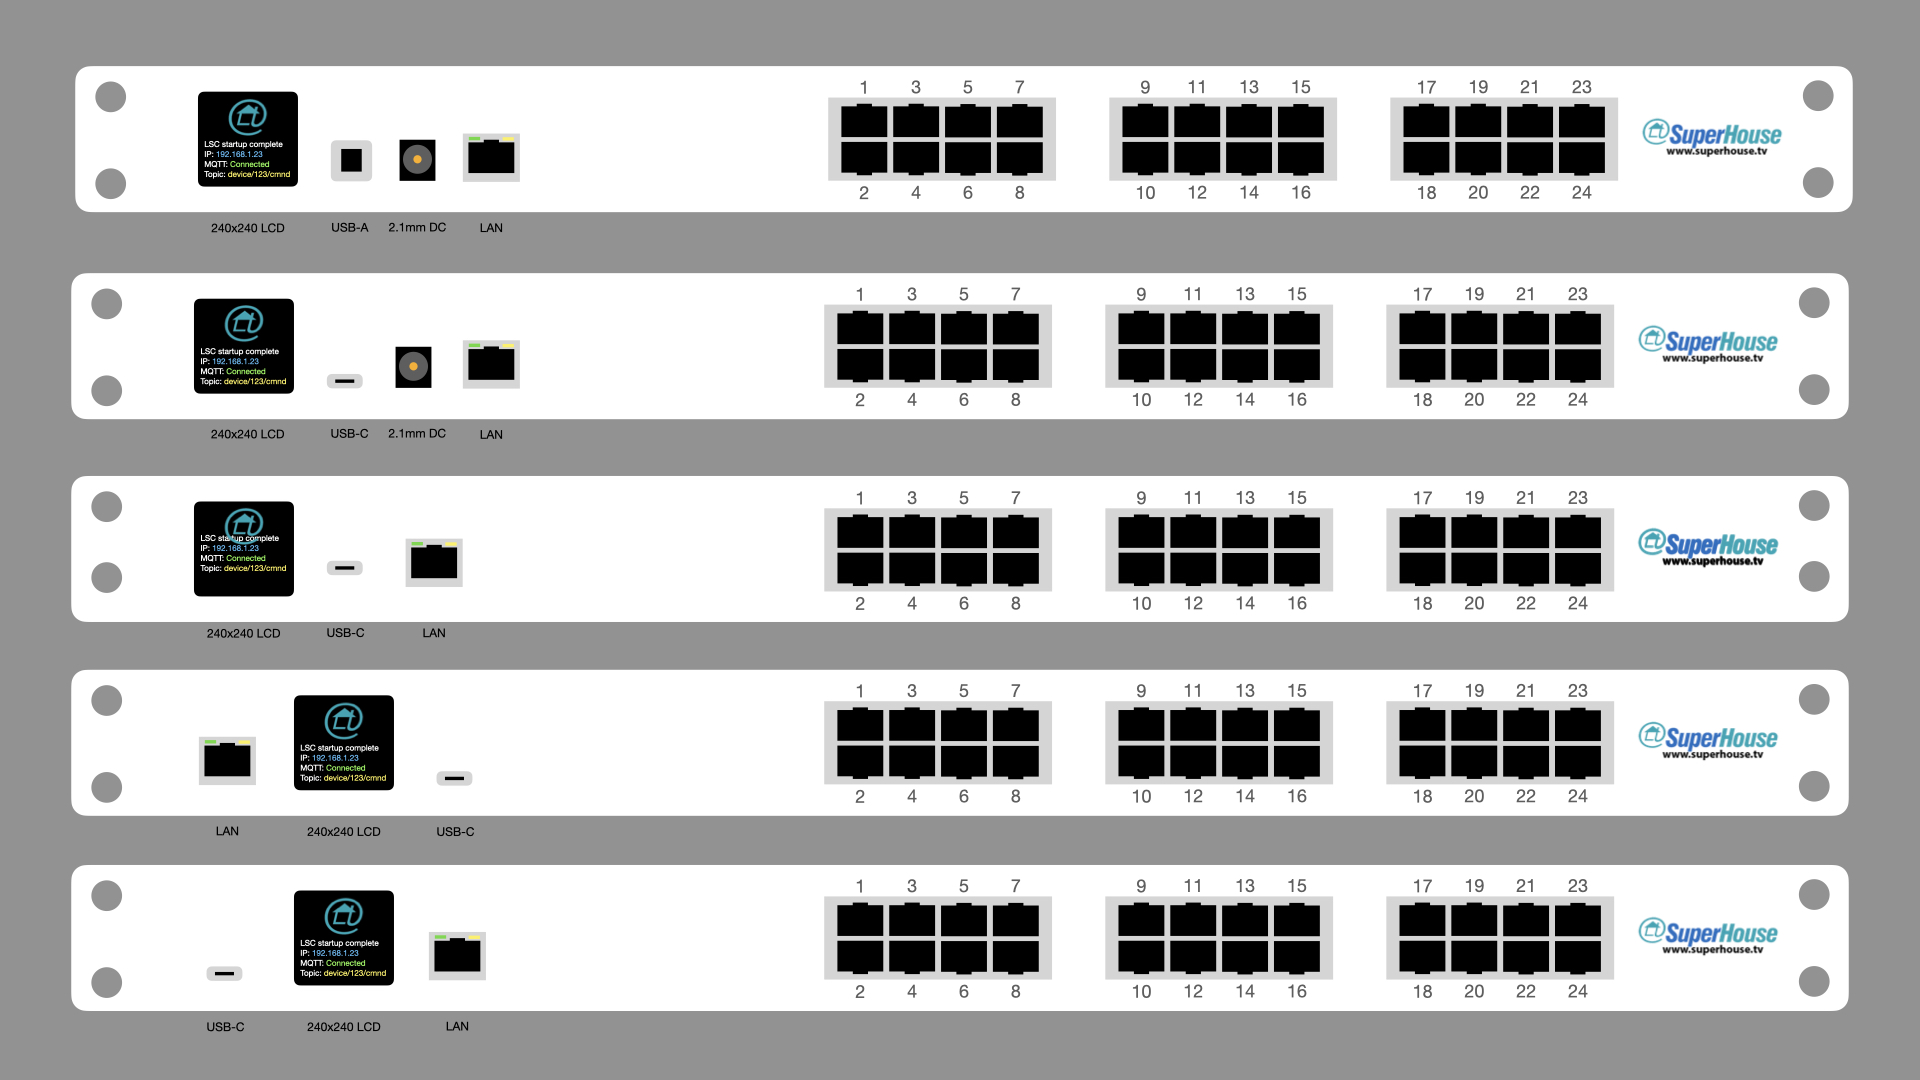 1 3 5 7 9 11 13 15 17 19 21 23
LSC startup complete
IP: 192.168.1.23
MQTT: Connected
Topic: device/123/cmnd
SuperHouse
www.superhouse.tv
2 4 6 8 10 12 14 16 18 20 22 24
240x240 LCD USB-A 2.1mm DC LAN
1 3 5 7 9 11 13 15 17 19 21 23
LSC startup complete
IP: 192.168.1.23
MQTT: Connected
Topic: device/123/cmnd
SuperHouse
www.superhouse.tv
2 4 6 8 10 12 14 16 18 20 22 24
240x240 LCD USB-C 2.1mm DC LAN
1 3 5 7 9 11 13 15 17 19 21 23
LSC startup complete
IP: 192.168.1.23
MQTT: Connected
Topic: device/123/cmnd
SuperHouse
www.superhouse.tv
2 4 6 8 10 12 14 16 18 20 22 24
240x240 LCD USB-C LAN
1 3 5 7 9 11 13 15 17 19 21 23
LSC startup complete
IP: 192.168.1.23
MQTT: Connected
Topic: device/123/cmnd
SuperHouse
www.superhouse.tv
2 4 6 8 10 12 14 16 18 20 22 24
LAN 240x240 LCD USB-C
1 3 5 7 9 11 13 15 17 19 21 23
LSC startup complete
IP: 192.168.1.23
MQTT: Connected
Topic: device/123/cmnd
SuperHouse
www.superhouse.tv
2 4 6 8 10 12 14 16 18 20 22 24
USB-C 240x240 LCD LAN